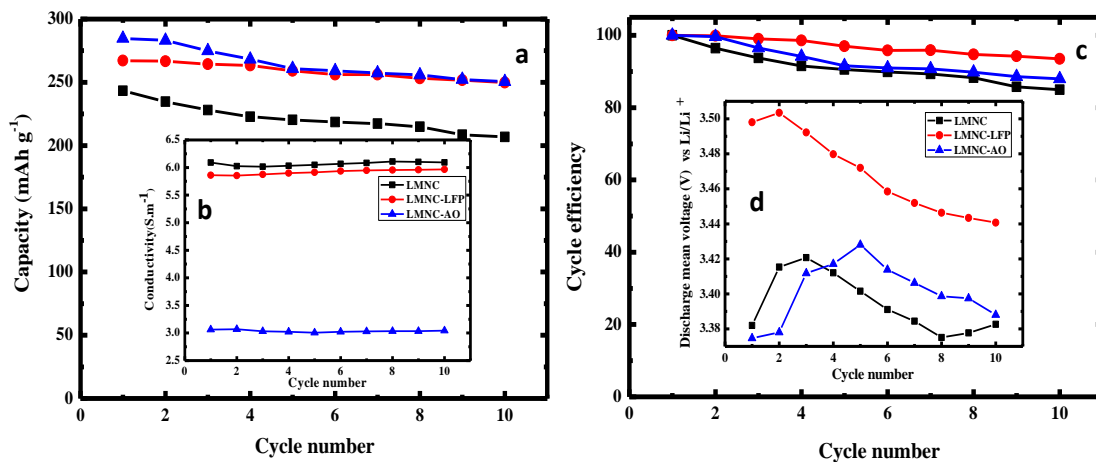 300
250
200
150
100
50
0
0
2
4
6
8
10
Capacity (mAh g-1)
Cycle number
a
6.5
6.0
5.5
5.0
4.5
4.0
3.5
3.0
2.5
0
2
4
6
8
10
Conductivity(S.m-1)
Cycle number
b
LMNC
LMNC-LFP
LMNC-AO
100
80
60
40
20
0
0
2
4
6
8
10
Cycle efficiency
Cycle number
c
3.50
3.48
3.46
3.44
3.42
3.40
3.38
0
2
4
6
8
10
Discharge mean voltage (V) vs Li/Li+
Cycle number
d
LMNC
LMNC-LFP
LMNC-AO